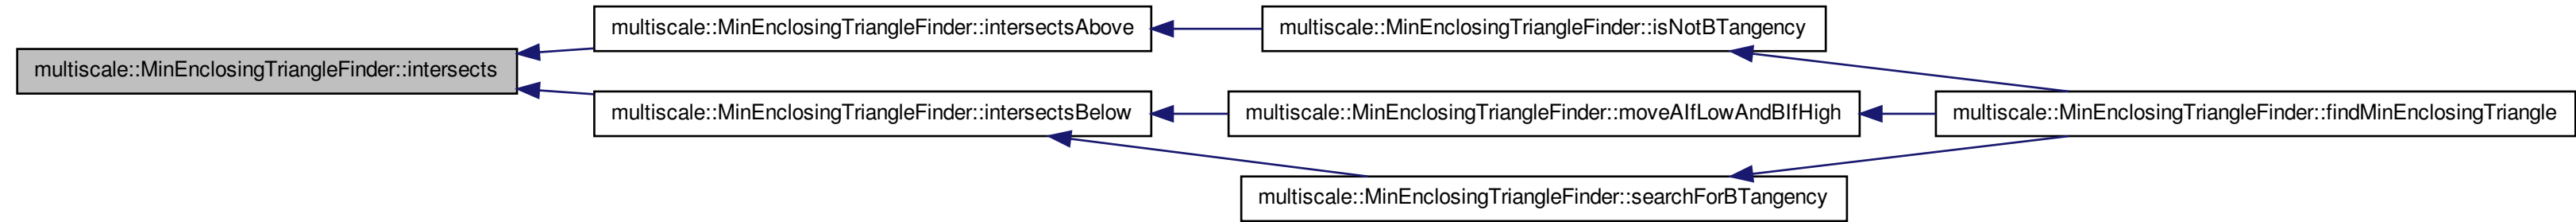 multiscale::MinEnclosingTriangleFinder::intersects
multiscale::MinEnclosingTriangleFinder::intersectsAbove
multiscale::MinEnclosingTriangleFinder::isNotBTangency
multiscale::MinEnclosingTriangleFinder::intersectsBelow
multiscale::MinEnclosingTriangleFinder::moveAIfLowAndBIfHigh
multiscale::MinEnclosingTriangleFinder::findMinEnclosingTriangle
multiscale::MinEnclosingTriangleFinder::searchForBTangency